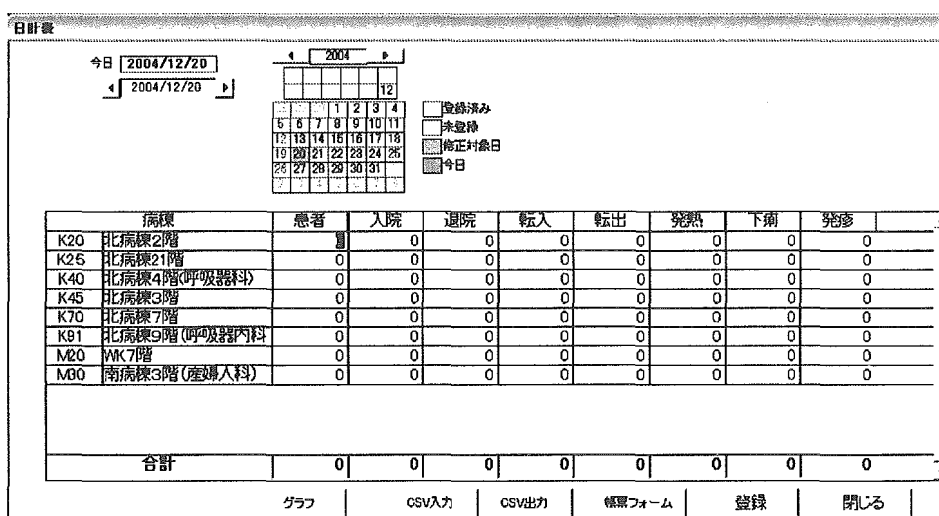 日計表
今日 2004/12/20
2004/12/20
2004
12
1 2 3 4
5 6 7 8 9 10 11
12 13 14 15 16 17 18
19 20 21 22 23 24 25
26 27 28 29 30 31
登録済み
未登録
修正対象日
今日
病棟 患者 入院 退院 転入 転出 発熱 下痢 発疹
K20 北病棟2階 0 0 0 0 0 0 0
K25 北病棟21階 0 0 0 0 0 0 0 0
K40 北病棟4階(呼吸器科) 0 0 0 0 0 0 0 0
K45 北病棟3階 0 0 0 0 0 0 0 0
K70 北病棟7階 0 0 0 0 0 0 0 0
K91 北病棟9階(呼吸器内科 0 0 0 0 0 0 0 0
M20 WK7階 0 0 0 0 0 0 0 0
M30 南病棟3階(産婦人科) 0 0 0 0 0 0 0 0
合計 0 0 0 0 0 0 0 0
グラフ CSV入力 CSV出力 帳票フォーム 登録 閉じる